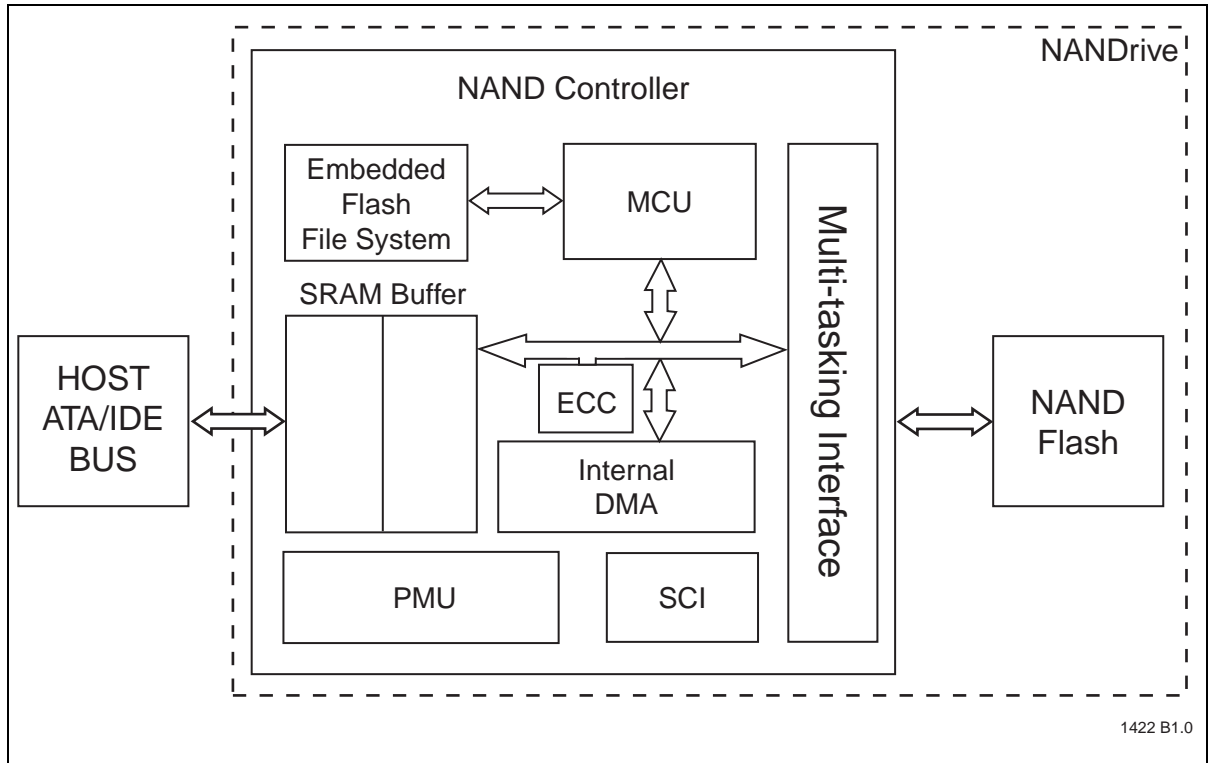 NANDrive
NAND Controller
Embedded
Flash
File System
MCU
Multi-tasking Interface
SRAM Buffer
HOST
ATA/IDE
BUS
ECC
NAND
Flash
Internal
DMA
PMU
SCI
1422 B1.0